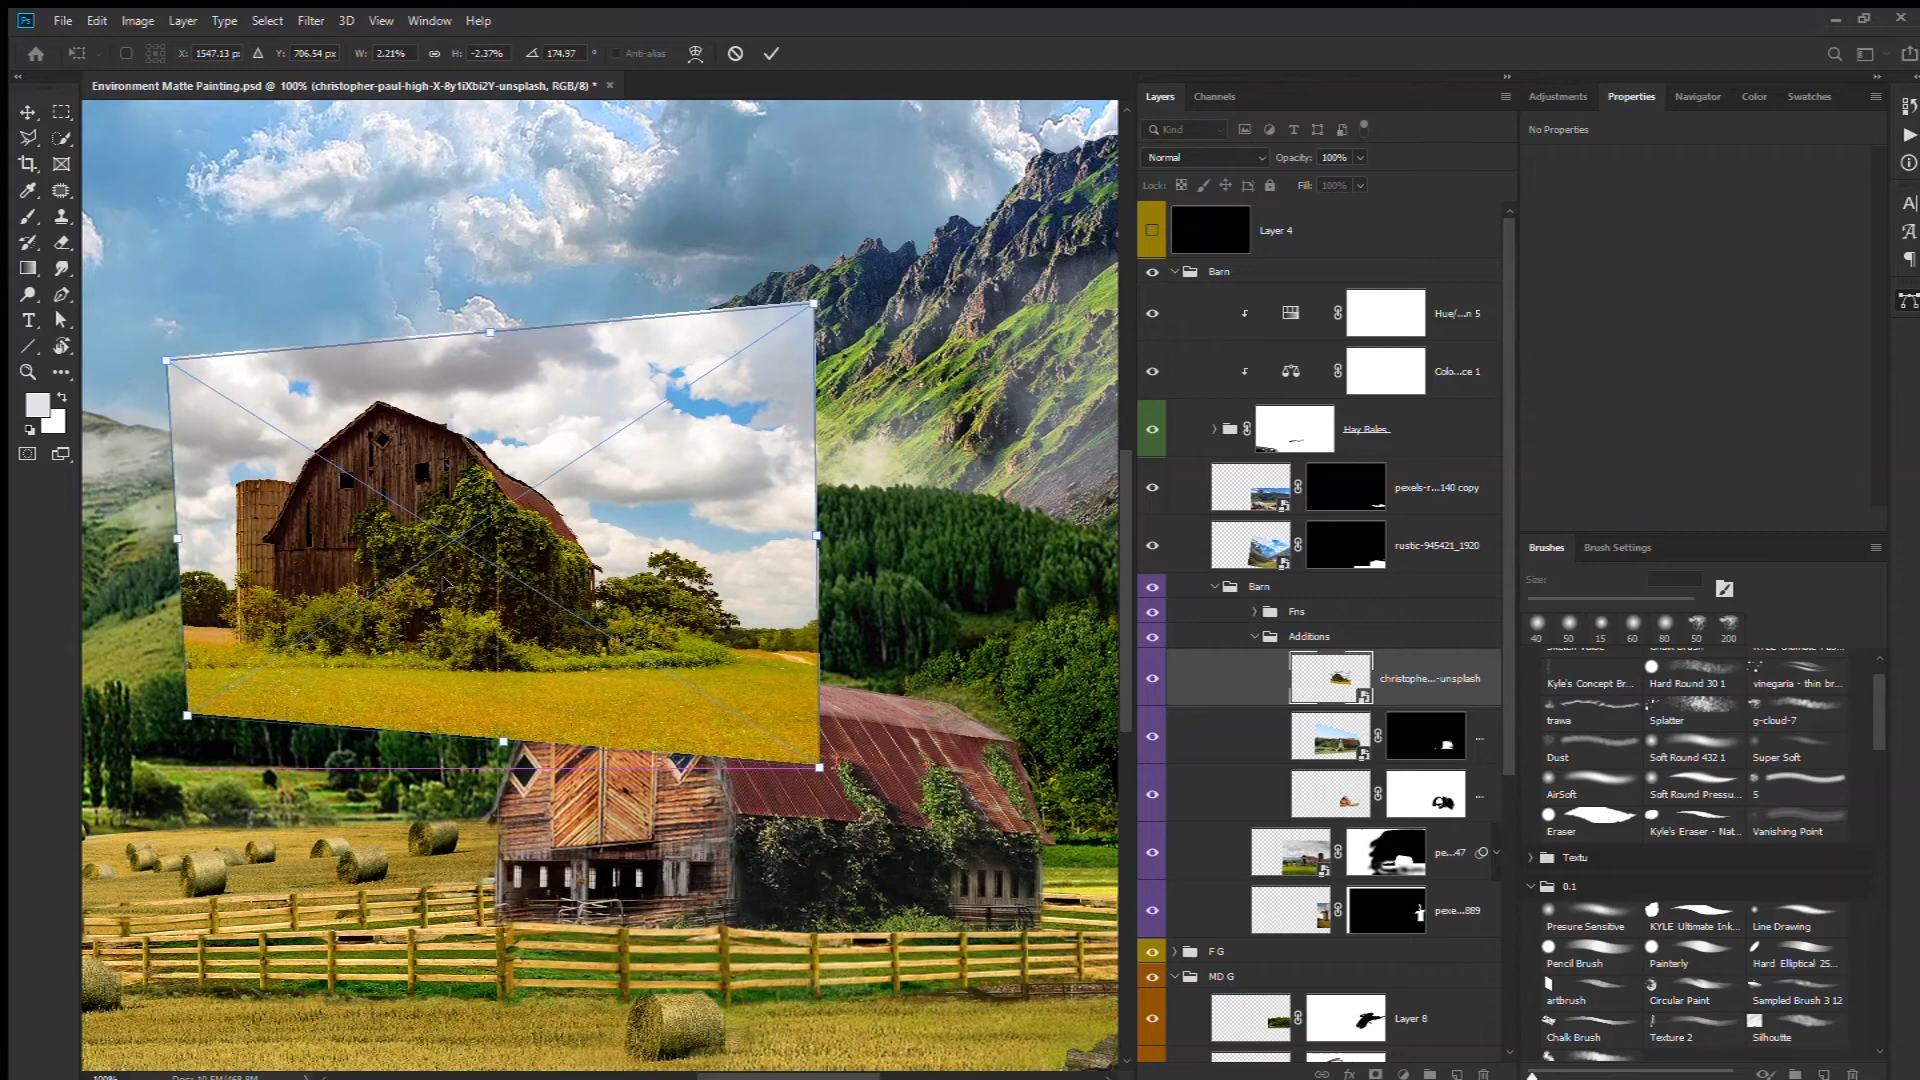 Ps File Edit Image Layer Type Select Filter 3D View Window Help
X: 1547.13 px Y: 706.54 px W: 2.21% H: -2.37% 174.97 ° Anti-alias
Environment Matte Painting.psd @ 100% (christopher-paul-high-X-8y1iXbi2Y-unsplash, RGB/8) * ×
Layers Channels
Kind
Normal Opacity: 100%
Lock: Fill: 100%
Layer 4
Barn
Hue/...n 5
Colo...ce 1
Hay Bales
pexels-r...140 copy
rustic-945421_1920
Barn
Fns
Additions
christophe...-unsplash
...
...
pe...47
pexe...889
F G
MD G
Layer 8
Adjustments Properties Navigator Color Swatches
No Properties
Brushes Brush Settings
Size:
40 50 15 60 80 50 200
Kyle's Concept Br... Hard Round 30 1 vinegaria - thin br...
trawa Splatter g-cloud-7
Dust Soft Round 432 1 Super Soft
AirSoft Soft Round Pressu... 5
Eraser Kyle's Eraser - Nat... Vanishing Point
Textu
0.1
Presure Sensitive KYLE Ultimate Ink... Line Drawing
Pencil Brush Painterly Hard Elliptical 25...
artbrush Circular Paint Sampled Brush 3 12
Chalk Brush Texture 2 Silhoutte